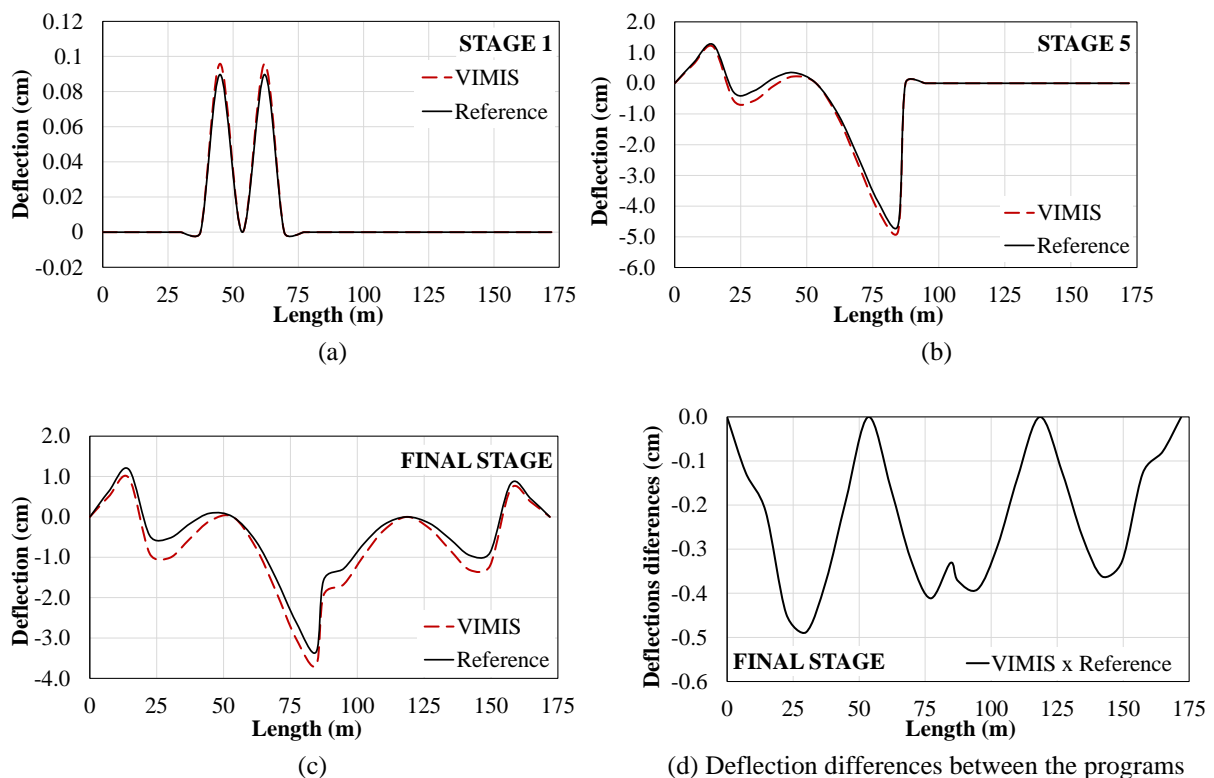 0.12
0.1
0.08
0.06
0.04
0.02
0
-0.02
Deflection (cm)
STAGE 1
VIMIS
Reference
0 25 50 75 100 125 150 175
Length (m)
(a)
2.0
1.0
0.0
-1.0
-2.0
-3.0
-4.0
-5.0
-6.0
Deflection (cm)
STAGE 5
VIMIS
Reference
0 25 50 75 100 125 150 175
Length (m)
(b)
2.0
1.0
0.0
-1.0
-2.0
-3.0
-4.0
Deflection (cm)
FINAL STAGE
VIMIS
Reference
0 25 50 75 100 125 150 175
Length (m)
(c)
0.0
-0.1
-0.2
-0.3
-0.4
-0.5
-0.6
Deflections diferences (cm)
FINAL STAGE
VIMIS x Reference
0 25 50 75 100 125 150 175
Length (m)
(d) Deflection differences between the programs